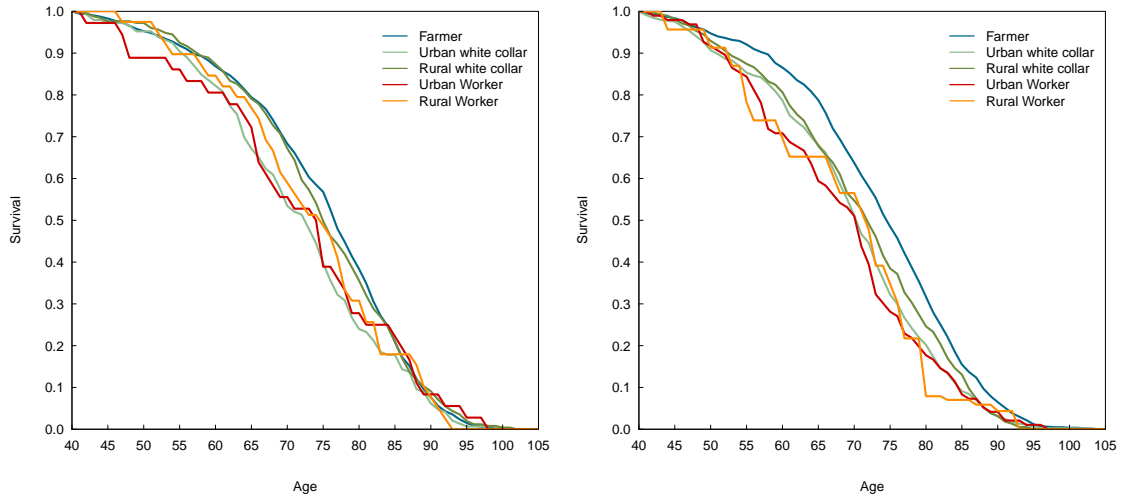 1.0
0.9
0.8
0.7
0.6
0.5
0.4
0.3
0.2
0.1
0.0
Survival
40 45 50 55 60 65 70 75 80 85 90 95 100 105
Age
Farmer
Urban white collar
Rural white collar
Urban Worker
Rural Worker
1.0
0.9
0.8
0.7
0.6
0.5
0.4
0.3
0.2
0.1
0.0
Survival
40 45 50 55 60 65 70 75 80 85 90 95 100 105
Age
Farmer
Urban white collar
Rural white collar
Urban Worker
Rural Worker